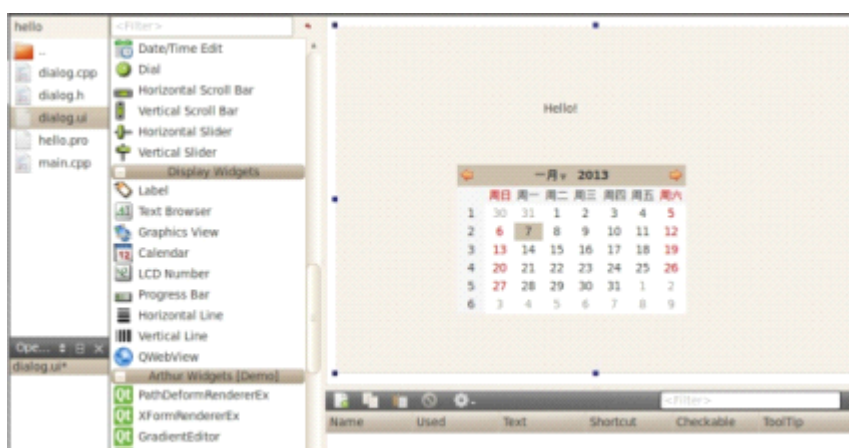 hello
..
dialog.cpp
dialog.h
dialog.ui
hello.pro
main.cpp
Ope...
dialog.ui*
<Filter>
Date/Time Edit
Dial
Horizontal Scroll Bar
Vertical Scroll Bar
Horizontal Slider
Vertical Slider
Display Widgets
Label
Text Browser
Graphics View
Calendar
LCD Number
Progress Bar
Horizontal Line
Vertical Line
QWebView
Arthur Widgets [Demo]
PathDeformRendererEx
XFormRendererEx
GradientEditor
Hello!
一月 2013
周日 周一 周二 周三 周四 周五 周六
1 30 31 1 2 3 4 5
2 6 7 8 9 10 11 12
3 13 14 15 16 17 18 19
4 20 21 22 23 24 25 26
5 27 28 29 30 31 1 2
6 3 4 5 6 7 8 9
<Filter>
Name Used Text Shortcut Checkable ToolTip